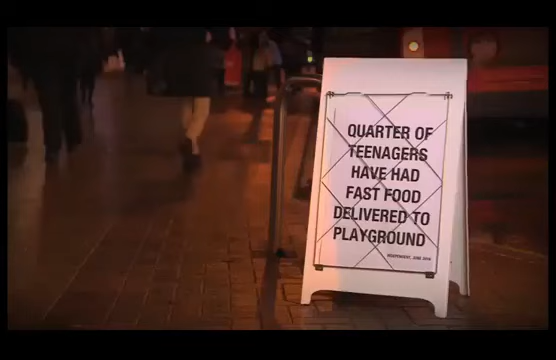 QUARTER OF
TEENAGERS
HAVE HAD
FAST FOOD
DELIVERED TO
PLAYGROUND